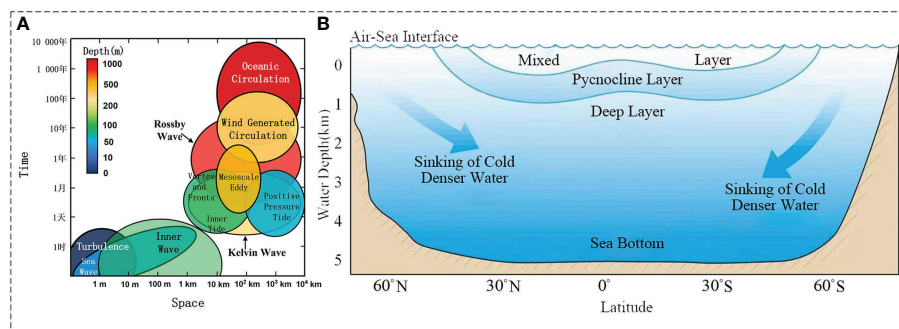 A
Depth(m)
1000
500
200
100
50
10
0
10 000年
1 000年
100年
10年
1年
1月
1天
1时
Time
Oceanic
Circulation
Wind Generated
Circulation
Rossby
Wave
Mesoscale
Eddy
Vortex
and
Fronts
Inner
Tide
Positive
Pressure
Tide
Kelvin Wave
Inner
Wave
Turbulence
Sea
Wave
1 m
10 m
100 m
1 km
10 km
10² km
10³ km
10⁴ km
Space
B
Air-Sea Interface
Mixed Layer
Pycnocline Layer
Deep Layer
Sinking of Cold
Denser Water
Sinking of Cold
Denser Water
Sea Bottom
Water Depth(km)
0
1
2
3
4
5
60°N
30°N
0°
30°S
60°S
Latitude